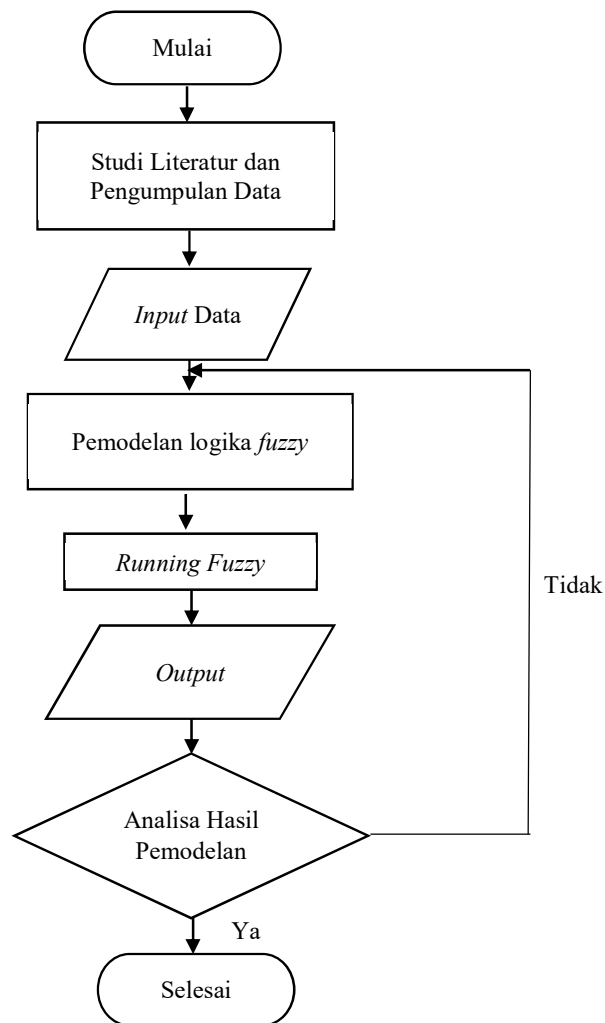 Mulai
Studi Literatur dan
Pengumpulan Data
Input Data
Pemodelan logika fuzzy
Running Fuzzy
Tidak
Output
Analisa Hasil
Pemodelan
Ya
Selesai